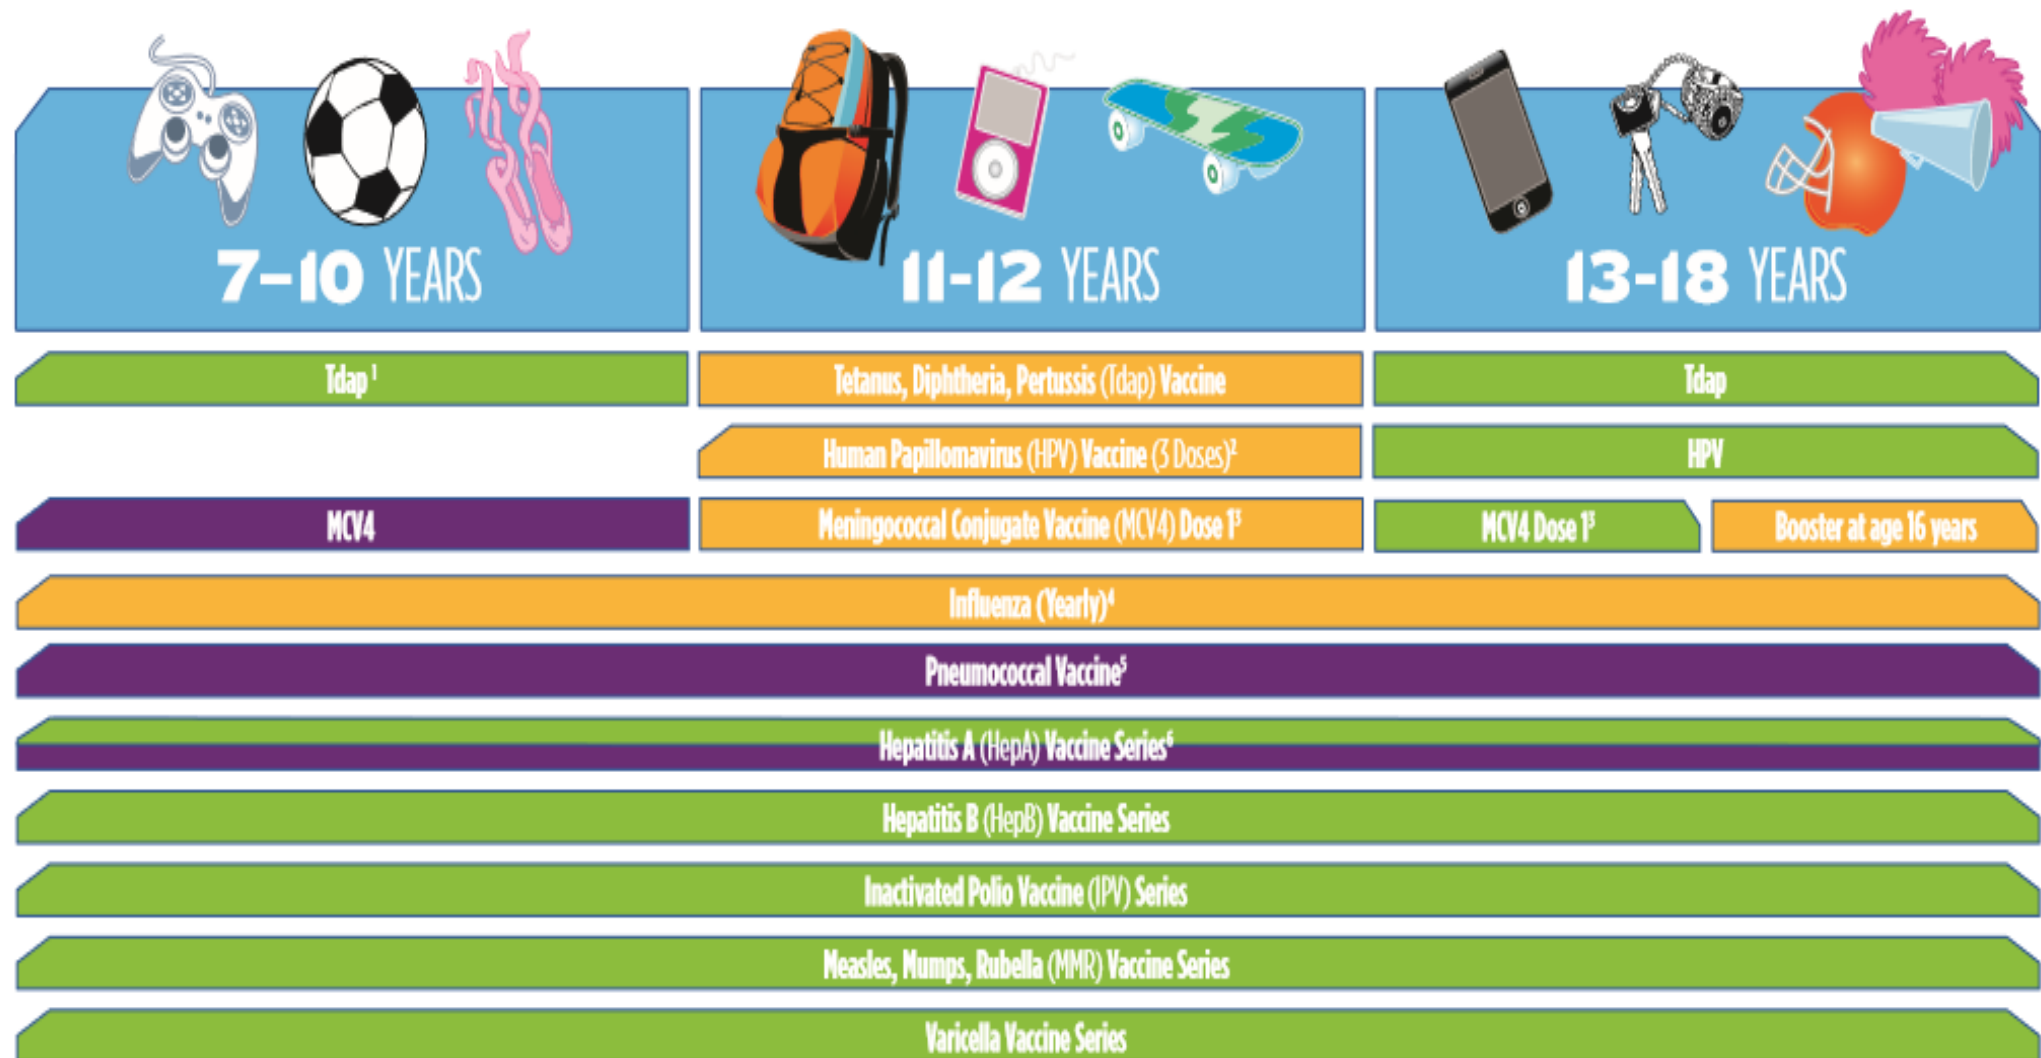 7–10 YEARS
11-12 YEARS
13-18 YEARS
Tdap ¹
Tetanus, Diphtheria, Pertussis (Tdap) Vaccine
Tdap
Human Papillomavirus (HPV) Vaccine (3 Doses)²
HPV
MCV4
Meningococcal Conjugate Vaccine (MCV4) Dose 1³
MCV4 Dose 1³
Booster at age 16 years
Influenza (Yearly)⁴
Pneumococcal Vaccine⁵
Hepatitis A (HepA) Vaccine Series⁶
Hepatitis B (HepB) Vaccine Series
Inactivated Polio Vaccine (IPV) Series
Measles, Mumps, Rubella (MMR) Vaccine Series
Varicella Vaccine Series